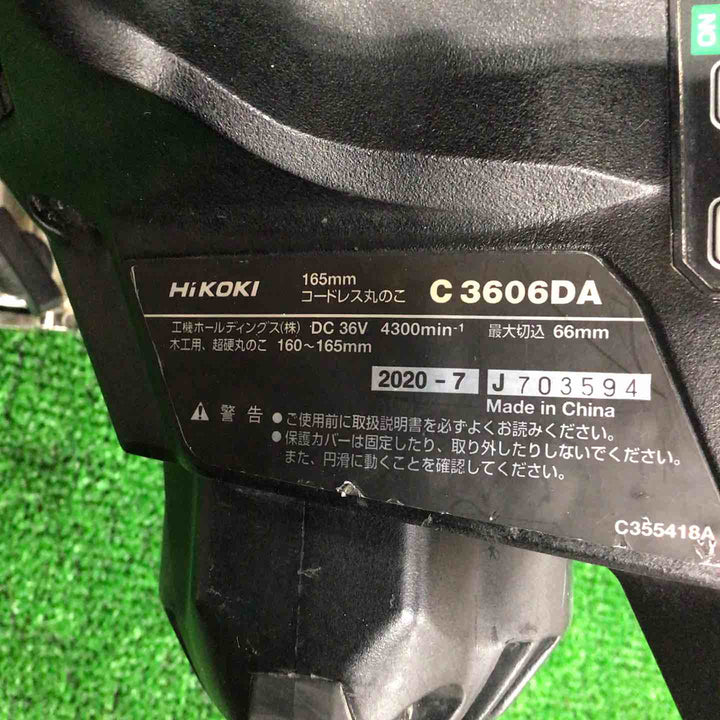 NO
HiKOKI 165mm コードレス丸のこ C 3606DA
工機ホールディングス(株) DC 36V 4300min-1 最大切込 66mm
木工用、超硬丸のこ 160～165mm
2020-7 J 703594
Made in China
⚠ 警告 ●ご使用前に取扱説明書を必ずよくお読みください。
●保護カバーは固定したり、取り外したりしないでください。
また、円滑に動くことを確認してください。
C355418A